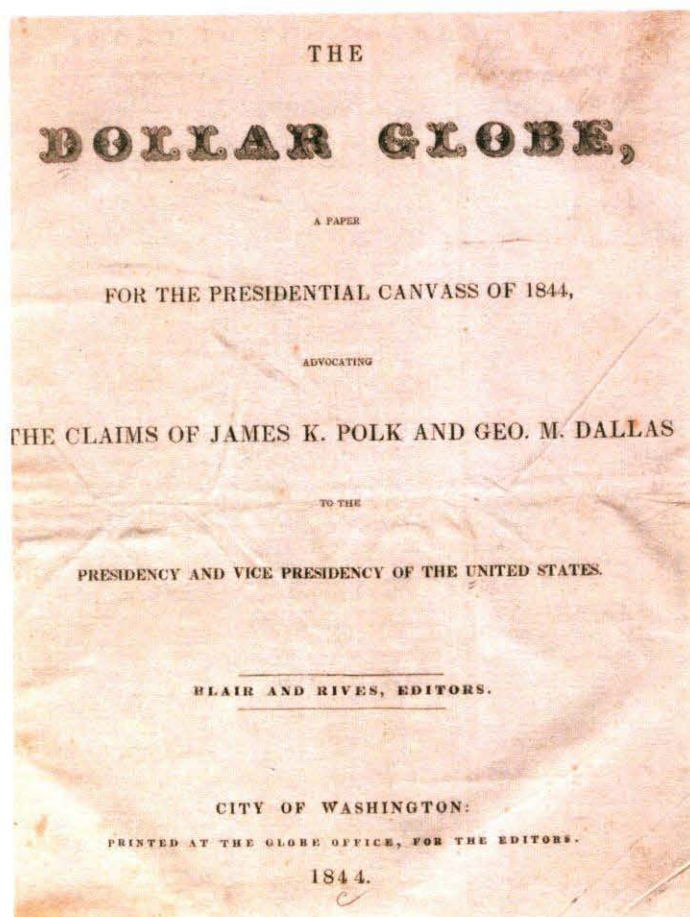 THE
DOLLAR GLOBE,
A PAPER
FOR THE PRESIDENTIAL CANVASS OF 1844,
ADVOCATING
THE CLAIMS OF JAMES K. POLK AND GEO. M. DALLAS
TO THE
PRESIDENCY AND VICE PRESIDENCY OF THE UNITED STATES.
BLAIR AND RIVES, EDITORS.
CITY OF WASHINGTON:
PRINTED AT THE GLOBE OFFICE, FOR THE EDITORS.
1844.